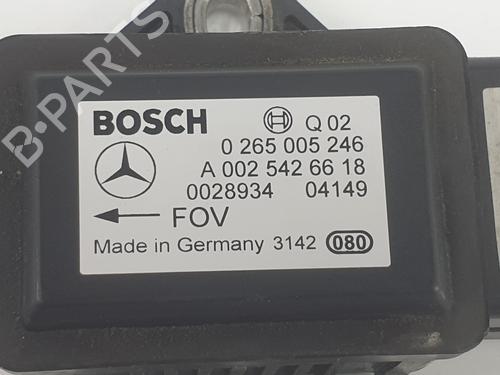 B-PARTS
BOSCH Q 02
0 265 005 246
A 002 542 66 18
0028934 04149
FOV
Made in Germany 3142 080